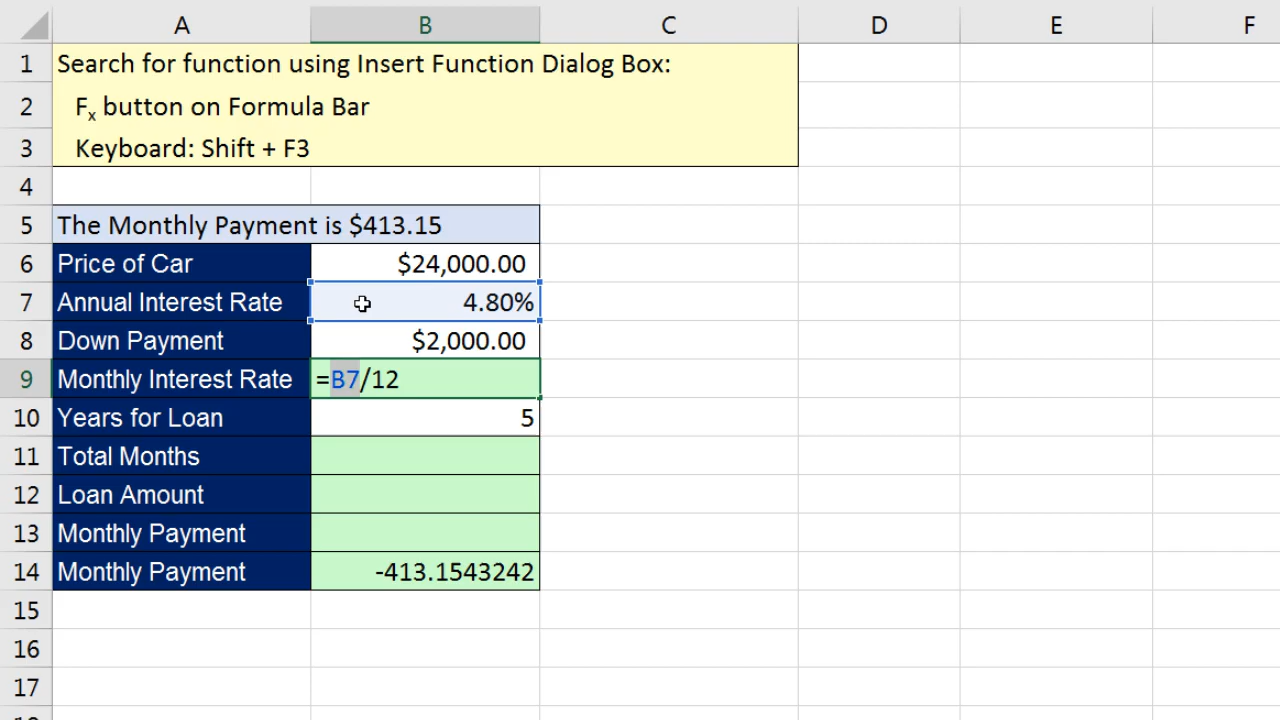 A B C D E F
1 Search for function using Insert Function Dialog Box:
2 Fx button on Formula Bar
3 Keyboard: Shift + F3
4
5 The Monthly Payment is $413.15
6 Price of Car $24,000.00
7 Annual Interest Rate 4.80%
8 Down Payment $2,000.00
9 Monthly Interest Rate =B7/12
10 Years for Loan 5
11 Total Months
12 Loan Amount
13 Monthly Payment
14 Monthly Payment -413.1543242
15
16
17